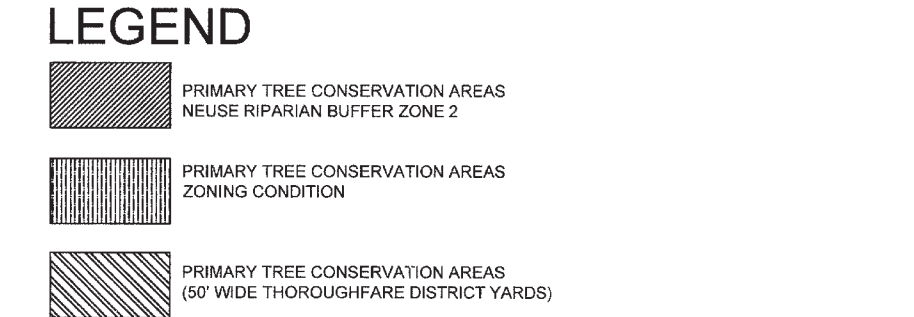 LEGEND
PRIMARY TREE CONSERVATION AREAS
NEUSE RIPARIAN BUFFER ZONE 2
PRIMARY TREE CONSERVATION AREAS
ZONING CONDITION
PRIMARY TREE CONSERVATION AREAS
(50' WIDE THOROUGHFARE DISTRICT YARDS)